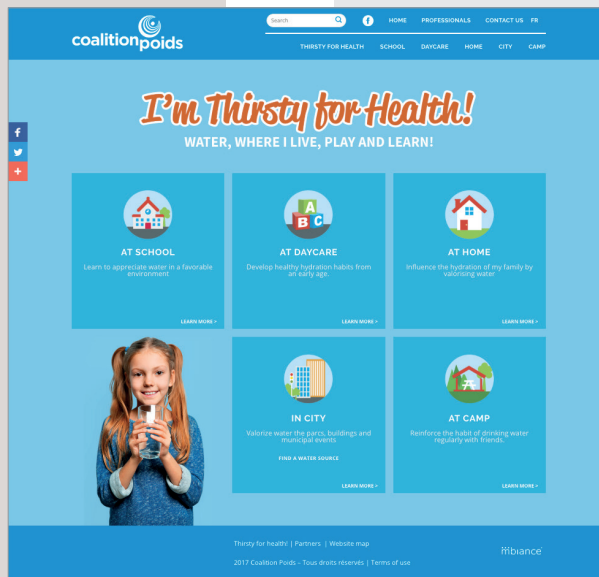 coalitionpoids
Search
f
HOME PROFESSIONALS CONTACT US FR
THIRSTY FOR HEALTH SCHOOL DAYCARE HOME CITY CAMP
I'm Thirsty for Health!
WATER, WHERE I LIVE, PLAY AND LEARN!
f
+
AT SCHOOL
Learn to appreciate water in a favorable
environment
LEARN MORE >
A
B C
AT DAYCARE
Develop healthy hydration habits from
an early age.
LEARN MORE >
AT HOME
Influence the hydration of my family by
valorising water
LEARN MORE >
IN CITY
Valorize water the parcs, buildings and
municipal events
FIND A WATER SOURCE
LEARN MORE >
AT CAMP
Reinforce the habit of drinking water
regularly with friends.
LEARN MORE >
Thirsty for health! | Partners | Website map
2017 Coalition Poids – Tous droits réservés | Terms of use
mbiance